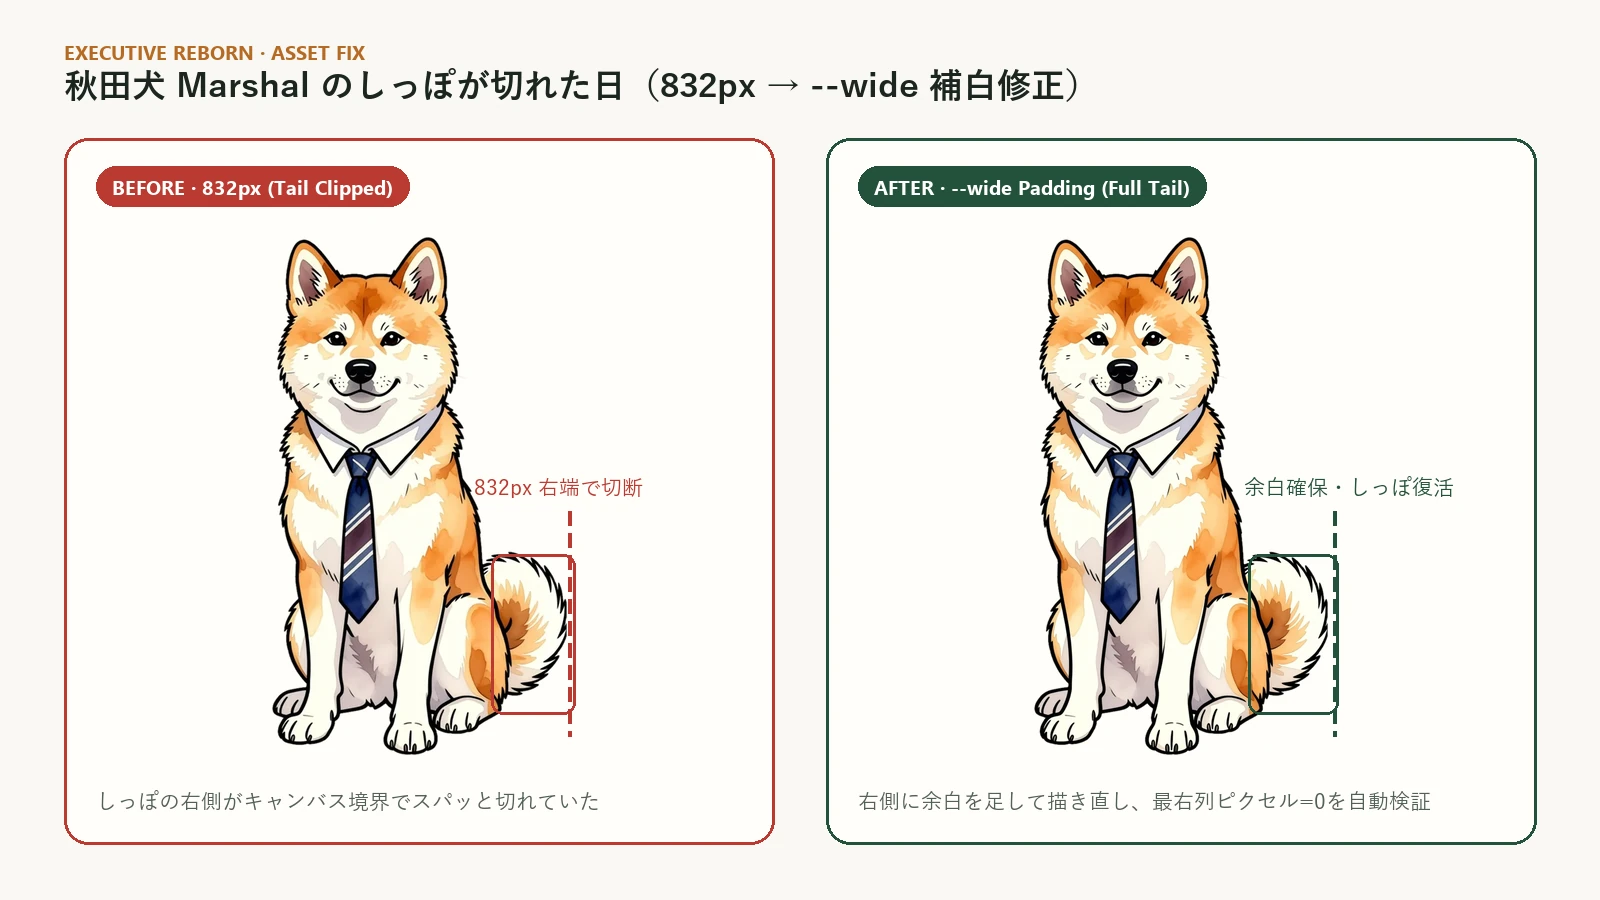 EXECUTIVE REBORN · ASSET FIX
秋田犬 Marshal のしっぽが切れた日（832px → --wide 補白修正）
BEFORE · 832px (Tail Clipped)
832px 右端で切断
しっぽの右側がキャンバス境界でスパッと切れていた
AFTER · --wide Padding (Full Tail)
余白確保・しっぽ復活
右側に余白を足して描き直し、最右列ピクセル=0を自動検証